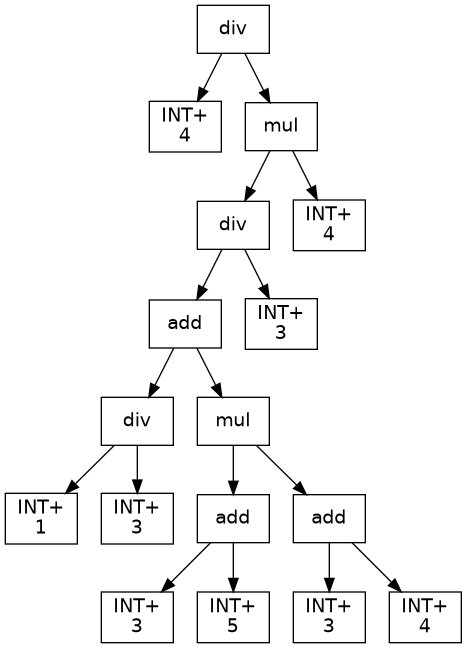 div
INT+
4
mul
div
INT+
4
add
INT+
3
div
mul
INT+
1
INT+
3
add
add
INT+
3
INT+
5
INT+
3
INT+
4